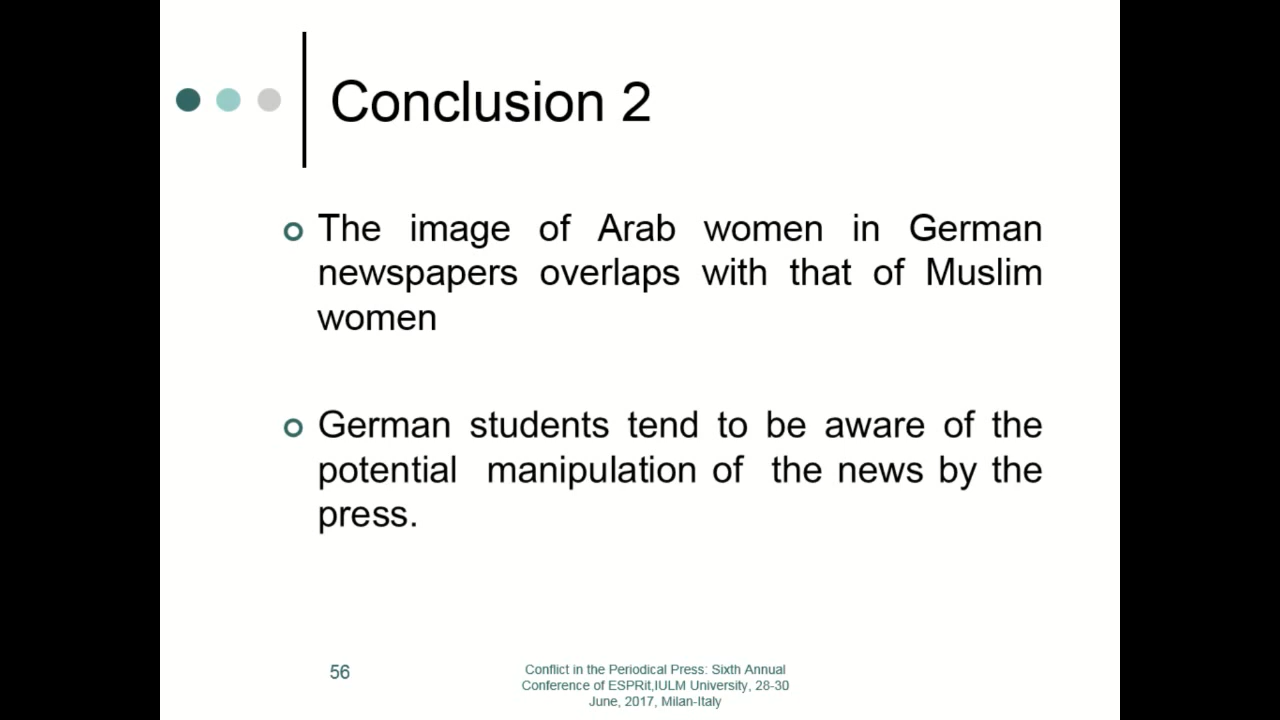 Conclusion 2
The image of Arab women in German
newspapers overlaps with that of Muslim
women
German students tend to be aware of the
potential manipulation of the news by the
press.
56
Conflict in the Periodical Press: Sixth Annual
Conference of ESPRit,IULM University, 28-30
June, 2017, Milan-Italy